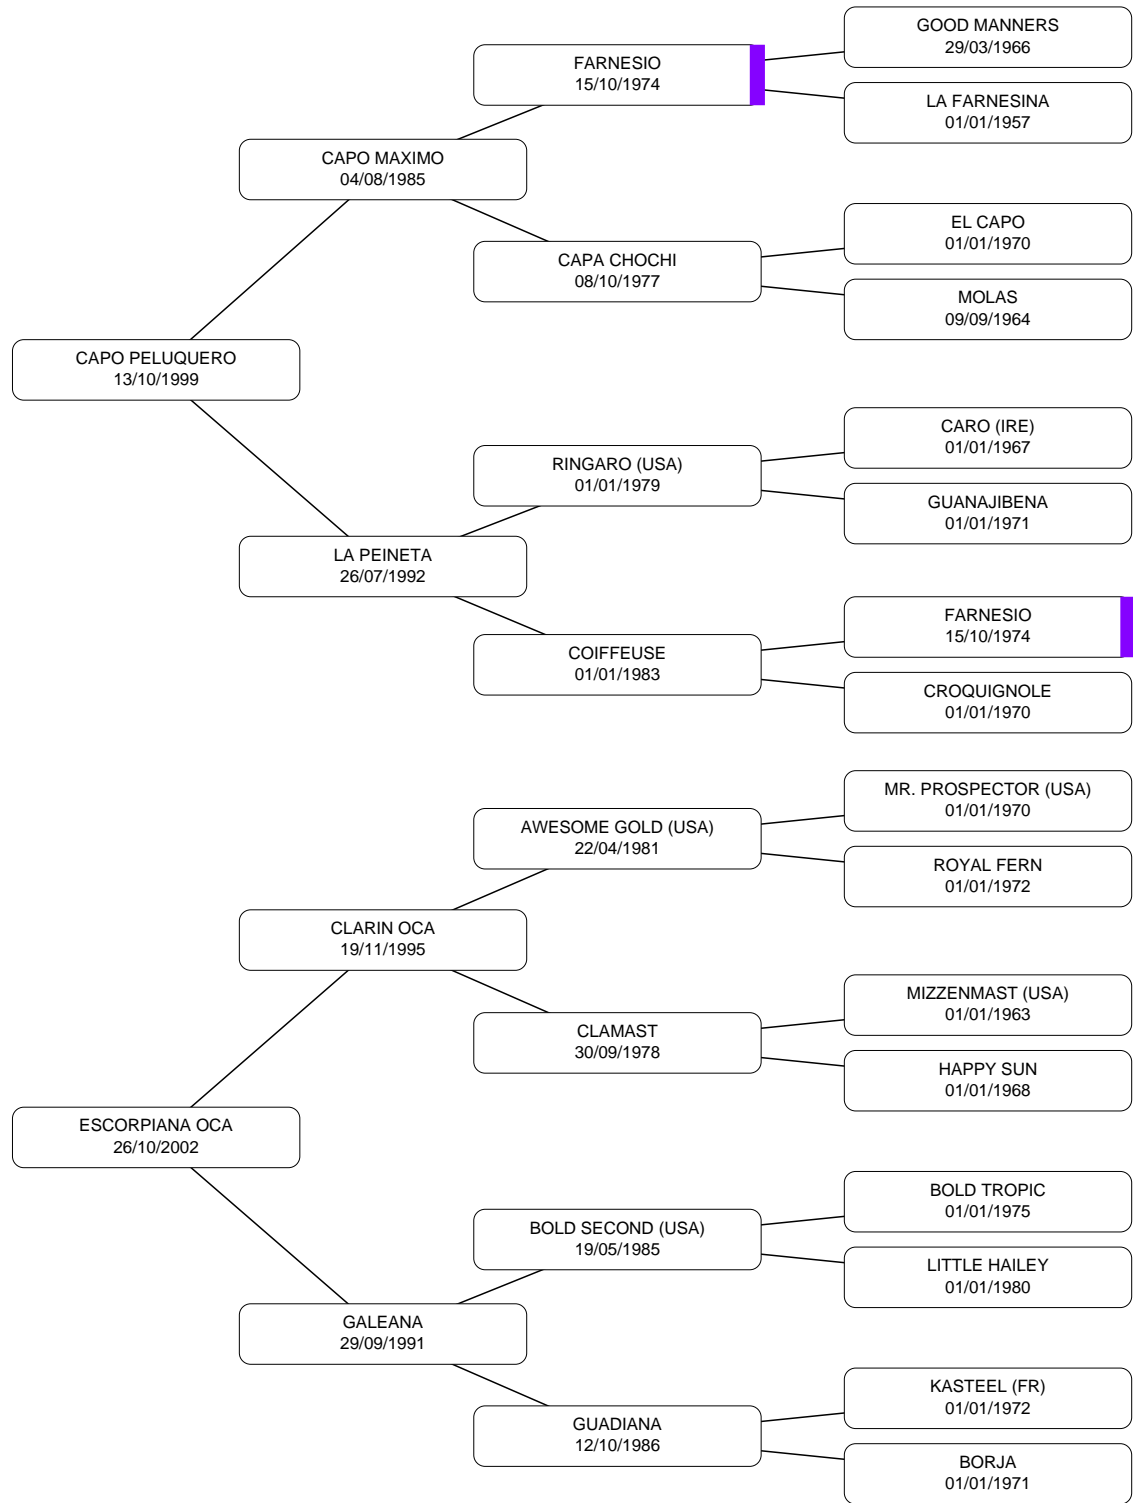 GOOD MANNERS
29/03/1966
FARNESIO
15/10/1974
LA FARNESINA
01/01/1957
CAPO MAXIMO
04/08/1985
EL CAPO
01/01/1970
CAPA CHOCHI
08/10/1977
MOLAS
09/09/1964
CAPO PELUQUERO
13/10/1999
CARO (IRE)
01/01/1967
RINGARO (USA)
01/01/1979
GUANAJIBENA
01/01/1971
LA PEINETA
26/07/1992
FARNESIO
15/10/1974
COIFFEUSE
01/01/1983
CROQUIGNOLE
01/01/1970
MR. PROSPECTOR (USA)
01/01/1970
AWESOME GOLD (USA)
22/04/1981
ROYAL FERN
01/01/1972
CLARIN OCA
19/11/1995
MIZZENMAST (USA)
01/01/1963
CLAMAST
30/09/1978
HAPPY SUN
01/01/1968
ESCORPIANA OCA
26/10/2002
BOLD TROPIC
01/01/1975
BOLD SECOND (USA)
19/05/1985
LITTLE HAILEY
01/01/1980
GALEANA
29/09/1991
KASTEEL (FR)
01/01/1972
GUADIANA
12/10/1986
BORJA
01/01/1971